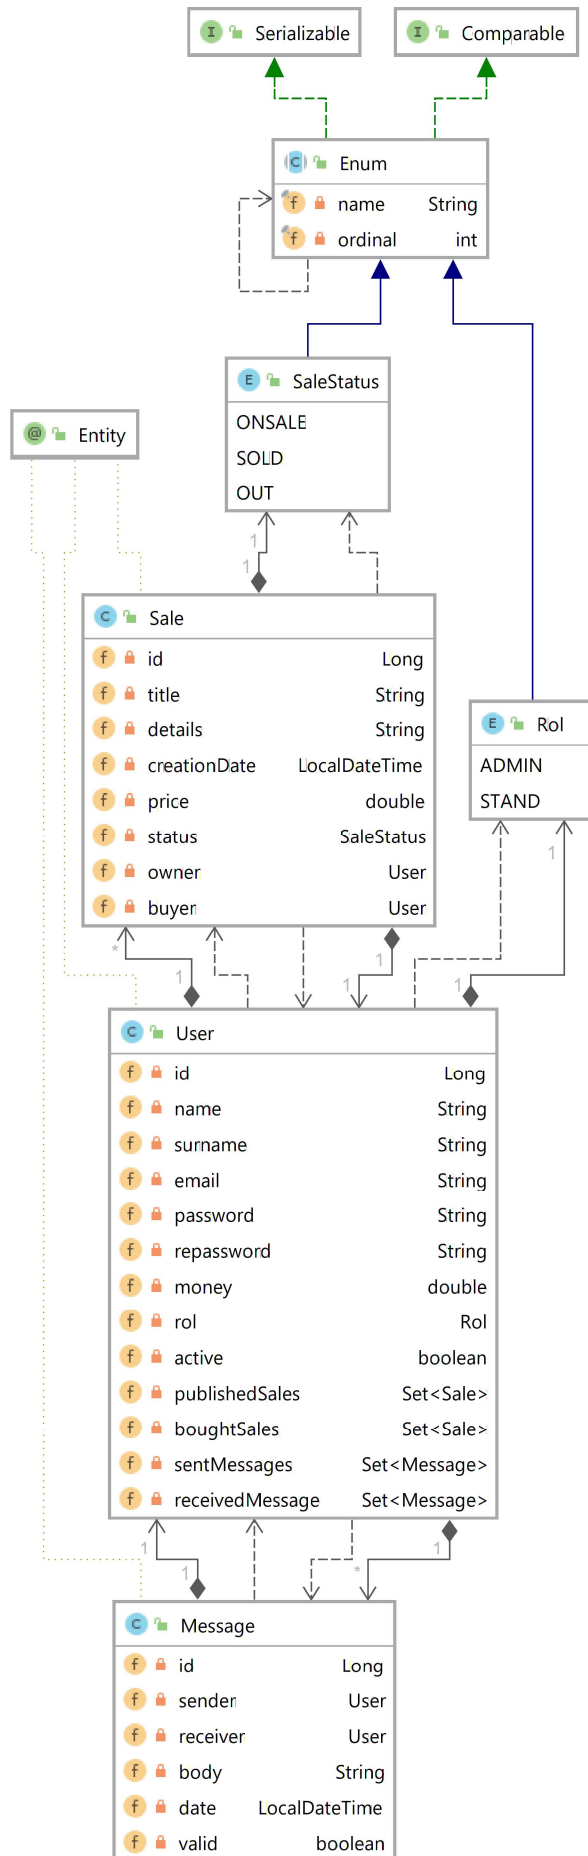 Serializable
Comparable
Enum
name String
ordinal int
SaleStatus
ONSALE
SOLD
OUT
Entity
1
1
Sale
id Long
title String
details String
creationDate LocalDateTime
price double
status SaleStatus
owner User
buyer User
Rol
ADMIN
STAND
1
*
1
1
1
1
User
id Long
name String
surname String
email String
password String
repassword String
money double
rol Rol
active boolean
publishedSales Set<Sale>
boughtSales Set<Sale>
sentMessages Set<Message>
receivedMessage Set<Message>
1
1
1
*
Message
id Long
sender User
receiver User
body String
date LocalDateTime
valid boolean